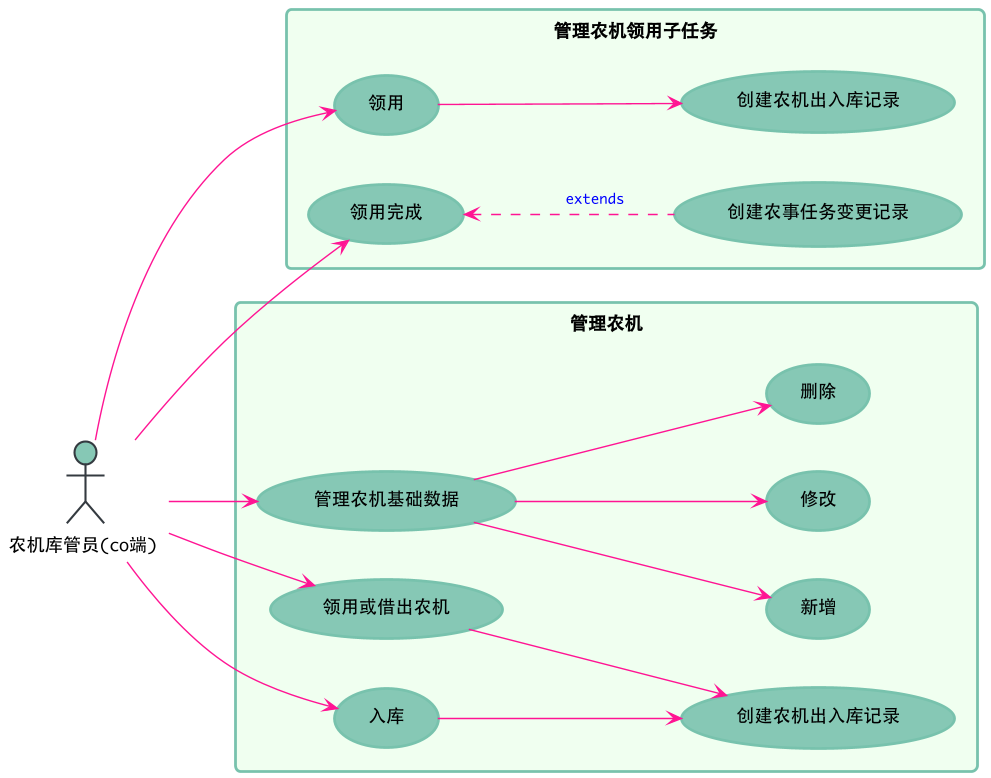 管理农机领用子任务
领用
创建农机出入库记录
领用完成
extends
创建农事任务变更记录
管理农机
删除
管理农机基础数据
修改
农机库管员(co端)
领用或借出农机
新增
入库
创建农机出入库记录